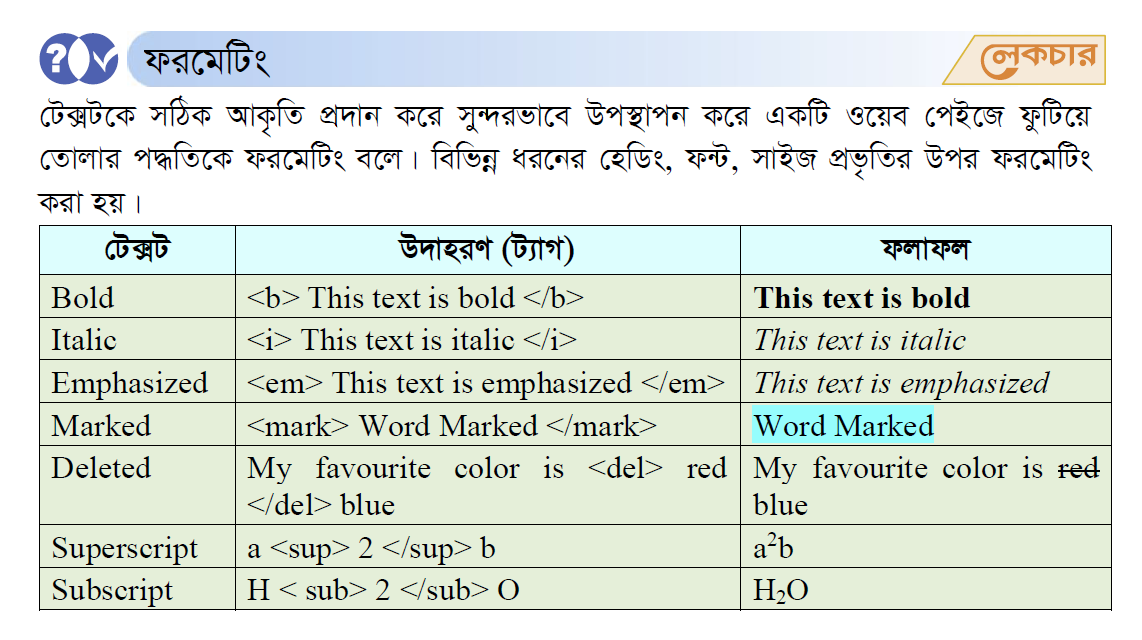 ফরমেটিং
লেকচার
টেক্সটকে সঠিক আকৃতি প্রদান করে সুন্দরভাবে উপস্থাপন করে একটি ওয়েব পেইজে ফুটিয়ে
তোলার পদ্ধতিকে ফরমেটিং বলে। বিভিন্ন ধরনের হেডিং, ফন্ট, সাইজ প্রভৃতির উপর ফরমেটিং
করা হয়।
টেক্সট উদাহরণ (ট্যাগ) ফলাফল
Bold <b> This text is bold </b> This text is bold
Italic <i> This text is italic </i> This text is italic
Emphasized <em> This text is emphasized </em> This text is emphasized
Marked <mark> Word Marked </mark> Word Marked
Deleted My favourite color is <del> red My favourite color is red
</del> blue blue
Superscript a <sup> 2 </sup> b a²b
Subscript H < sub> 2 </sub> O H₂O